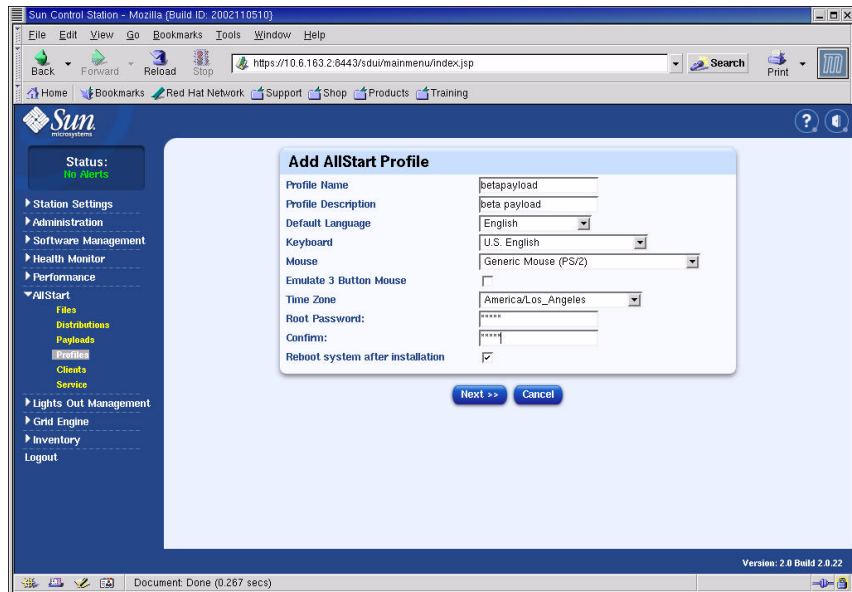 Sun Control Station - Mozilla {Build ID: 2002110510}
File Edit View Go Bookmarks Tools Window Help
Back Forward Reload Stop https://10.6.163.2:8443/sdui/mainmenu/index.jsp Search Print
Home Bookmarks Red Hat Network Support Shop Products Training
Sun microsystems ?
Status:
No Alerts
Station Settings
Administration
Software Management
Health Monitor
Performance
AllStart
Files
Distributions
Payloads
Profiles
Clients
Service
Lights Out Management
Grid Engine
Inventory
Logout
Add AllStart Profile
Profile Name betapayload
Profile Description beta payload
Default Language English
Keyboard U.S. English
Mouse Generic Mouse (PS/2)
Emulate 3 Button Mouse
Time Zone America/Los_Angeles
Root Password: *****
Confirm: *****
Reboot system after installation
Next >> Cancel
Version: 2.0 Build 2.0.22
Document: Done (0.267 secs)